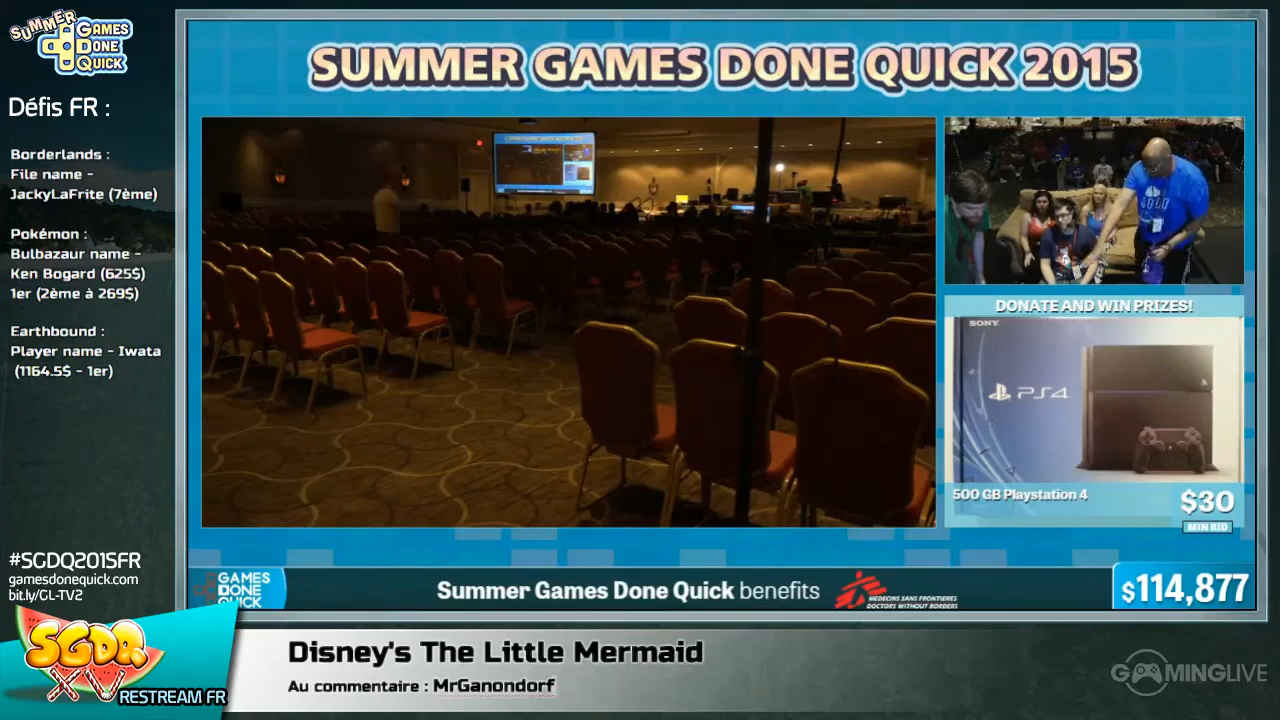 SUMMER
GAMES
DONE
QUICK
Défis FR :
Borderlands :
File name -
JackyLaFrite (7ème)
Pokémon :
Bulbazaur name -
Ken Bogard (625$)
1er (2ème à 269$)
Earthbound :
Player name - Iwata
(1164.5$ - 1er)
#SGDQ2015FR
gamesdonequick.com
bit.ly/GL-TV2
SGDQ
XV
RESTREAM FR
SUMMER GAMES DONE QUICK 2015
DONATE AND WIN PRIZES!
SONY
PS4
500 GB Playstation 4
$30
MIN BID
GAMES
DONE
QUICK
Summer Games Done Quick benefits
MEDECINS SANS FRONTIERES
DOCTORS WITHOUT BORDERS
$114,877
Disney's The Little Mermaid
Au commentaire : MrGanondorf
GAMINGLIVE